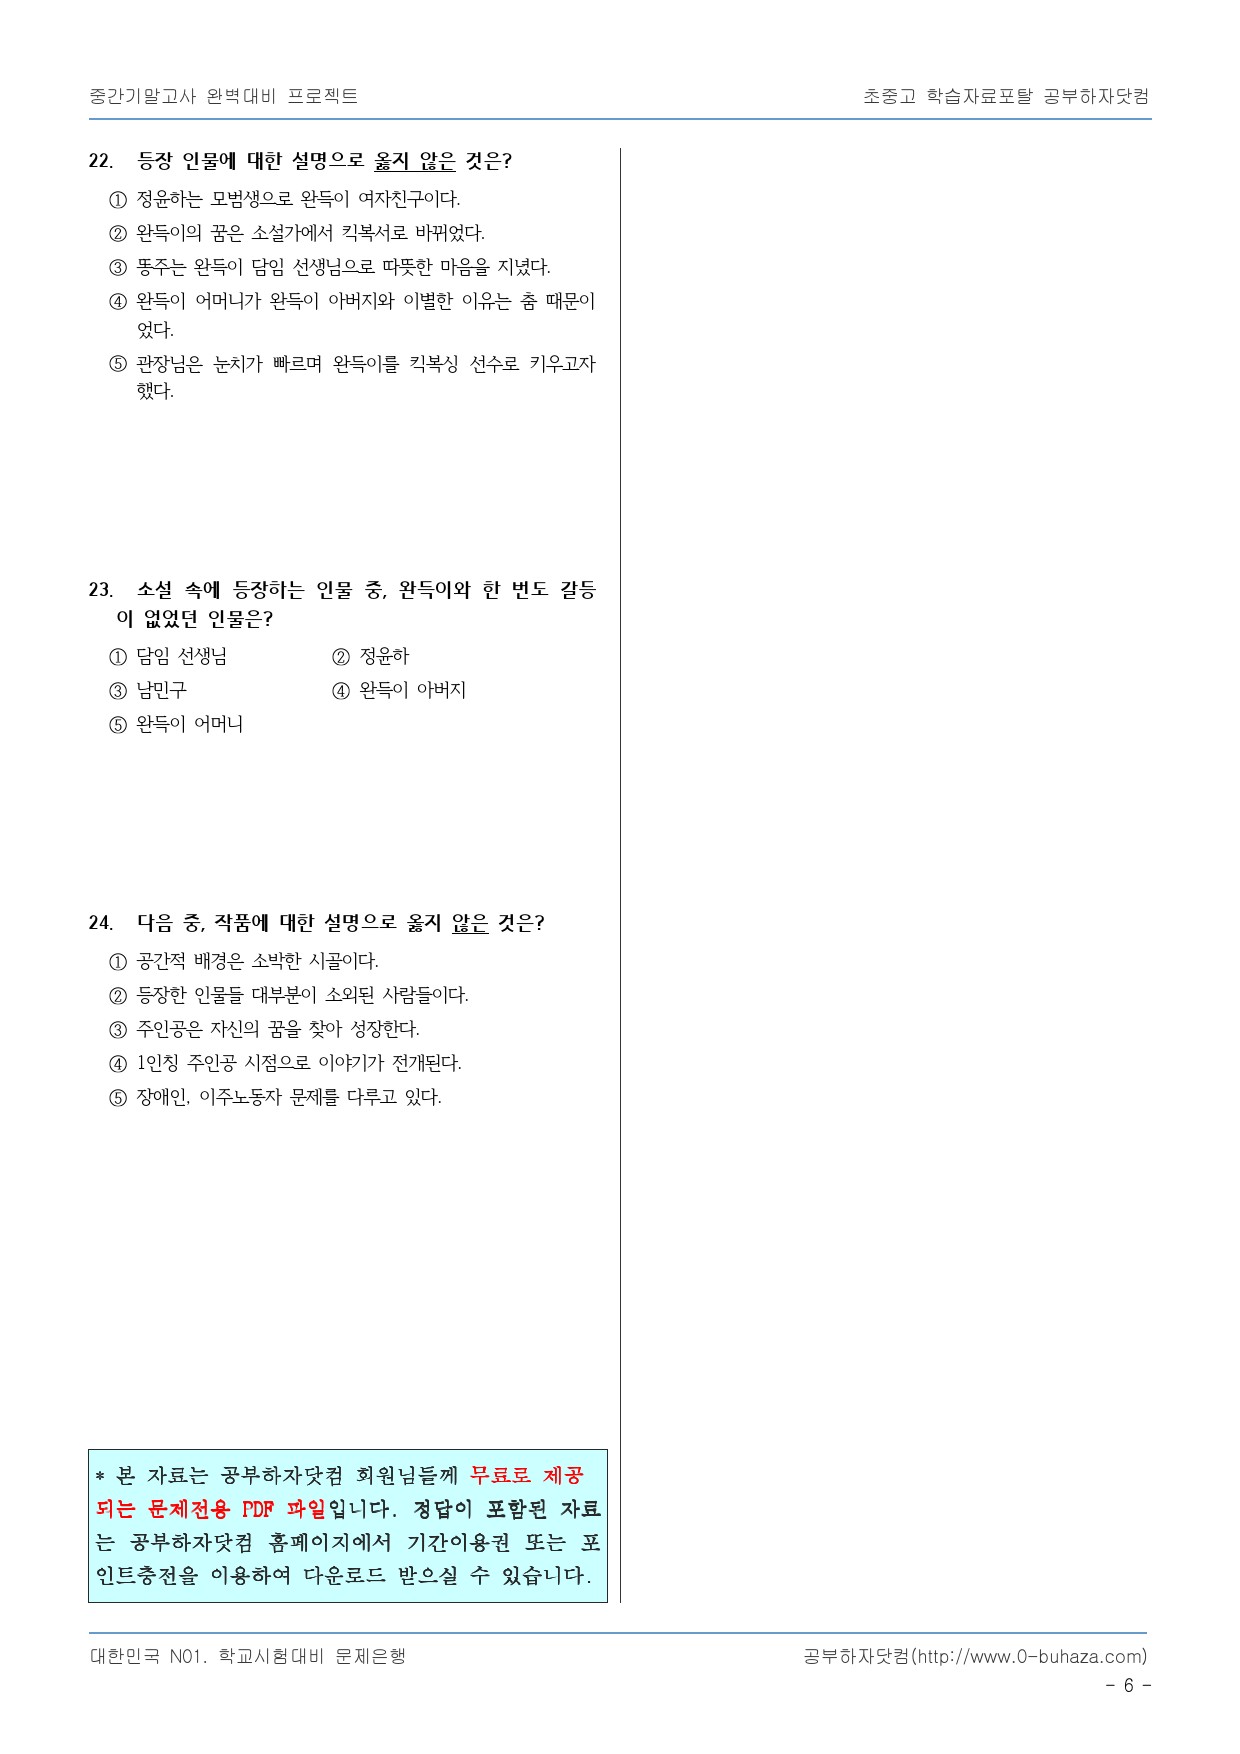 중간기말고사 완벽대비 프로젝트 초중고 학습자료포탈 공부하자닷컴
22. 등장 인물에 대한 설명으로 옳지 않은 것은?
① 정윤하는 모범생으로 완득이 여자친구이다.
② 완득이의 꿈은 소설가에서 킥복서로 바뀌었다.
③ 똥주는 완득이 담임 선생님으로 따뜻한 마음을 지녔다.
④ 완득이 어머니가 완득이 아버지와 이별한 이유는 춤 때문이
었다.
⑤ 관장님은 눈치가 빠르며 완득이를 킥복싱 선수로 키우고자
했다.
23. 소설 속에 등장하는 인물 중, 완득이와 한 번도 갈등
이 없었던 인물은?
① 담임 선생님 ② 정윤하
③ 남민구 ④ 완득이 아버지
⑤ 완득이 어머니
24. 다음 중, 작품에 대한 설명으로 옳지 않은 것은?
① 공간적 배경은 소박한 시골이다.
② 등장한 인물들 대부분이 소외된 사람들이다.
③ 주인공은 자신의 꿈을 찾아 성장한다.
④ 1인칭 주인공 시점으로 이야기가 전개된다.
⑤ 장애인, 이주노동자 문제를 다루고 있다.
* 본 자료는 공부하자닷컴 회원님들께 무료로 제공
되는 문제전용 PDF 파일입니다. 정답이 포함된 자료
는 공부하자닷컴 홈페이지에서 기간이용권 또는 포
인트충전을 이용하여 다운로드 받으실 수 있습니다.
대한민국 NO1. 학교시험대비 문제은행 공부하자닷컴(http://www.0-buhaza.com)
- 6 -